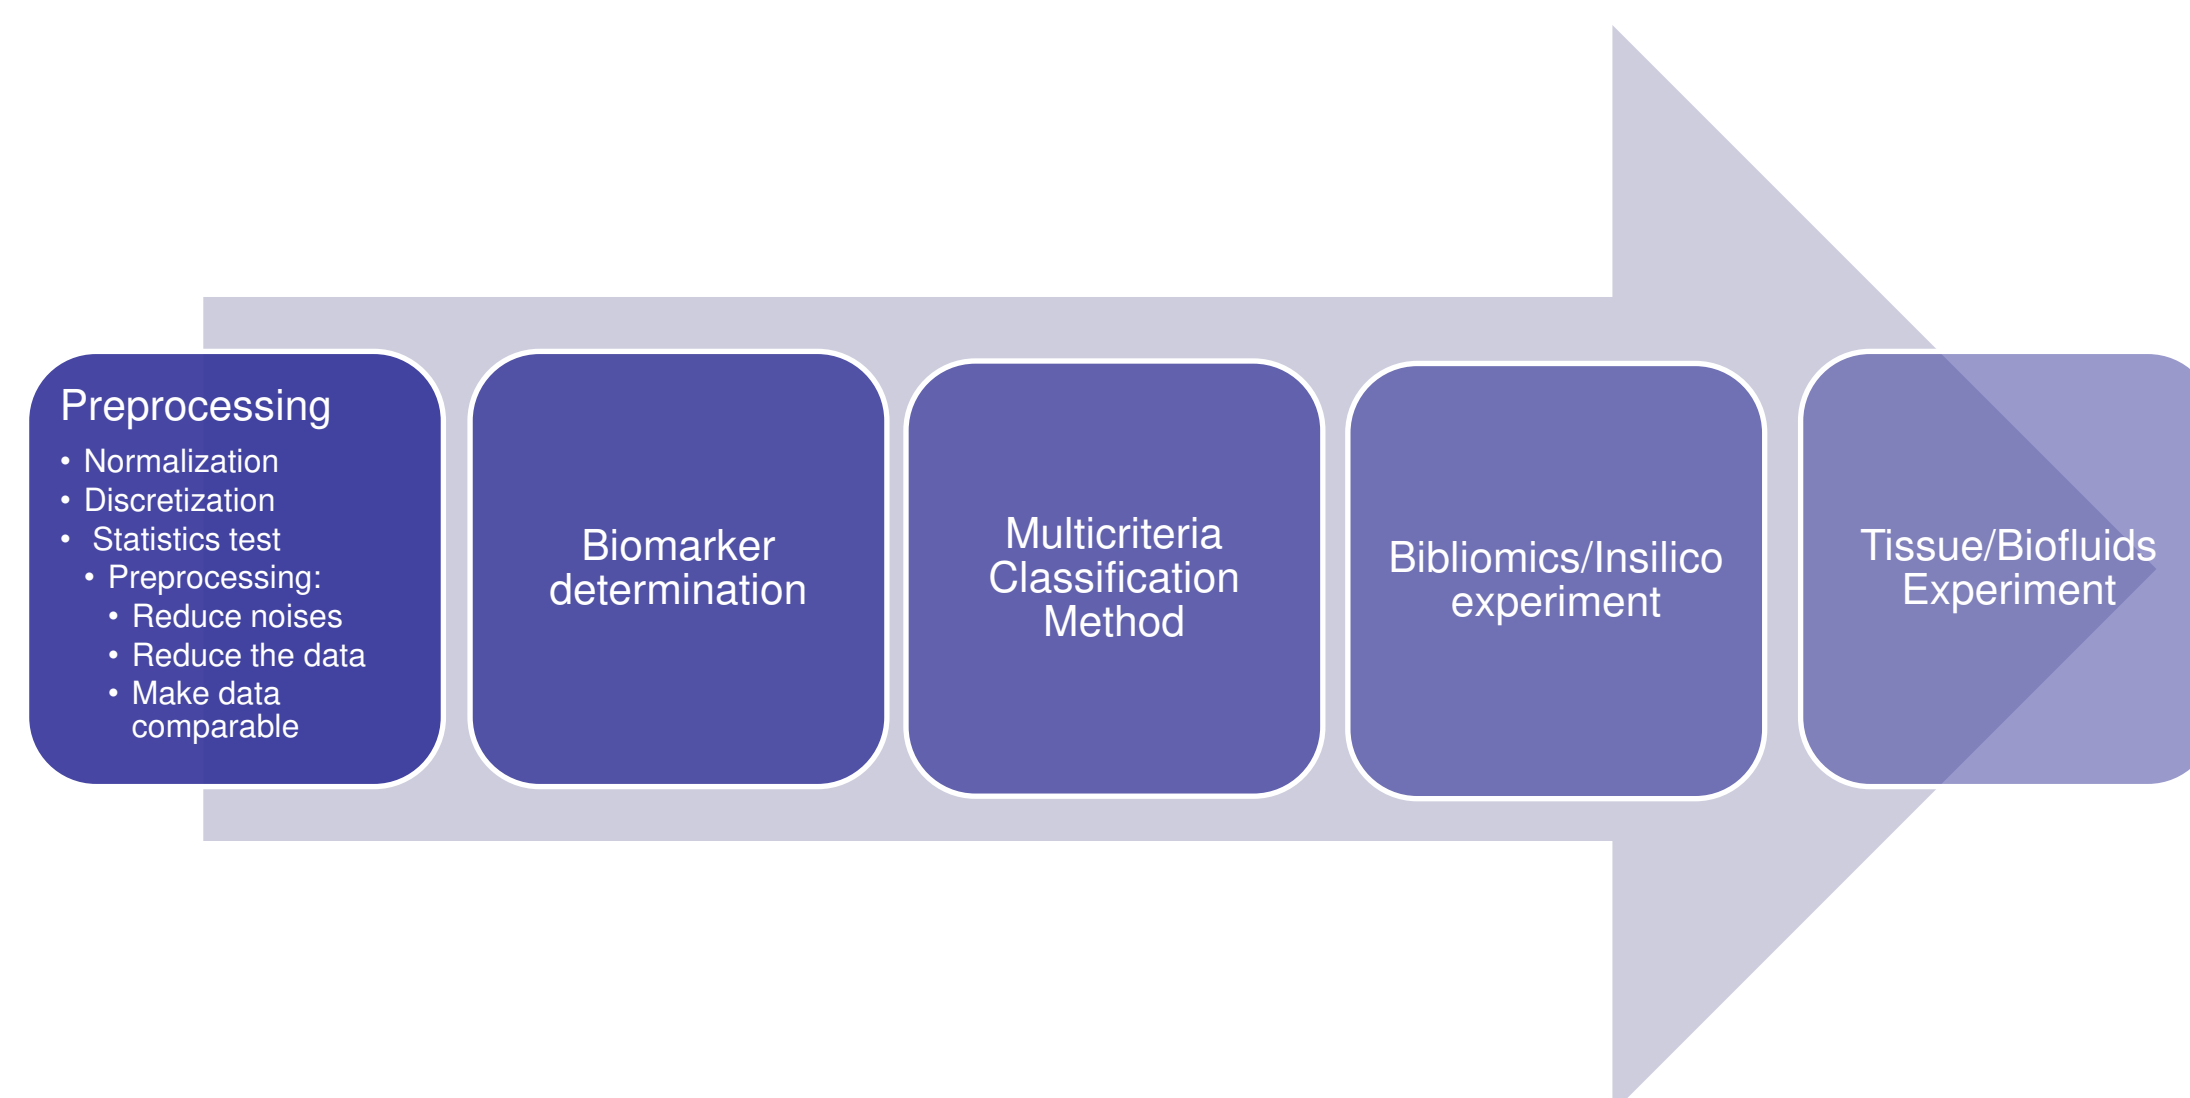 Preprocessing
• Normalization
• Discretization
• Statistics test
• Preprocessing:
• Reduce noises
• Reduce the data
• Make data
comparable
Biomarker
determination
Multicriteria
Classification
Method
Bibliomics/Insilico
experiment
Tissue/Biofluids
Experiment